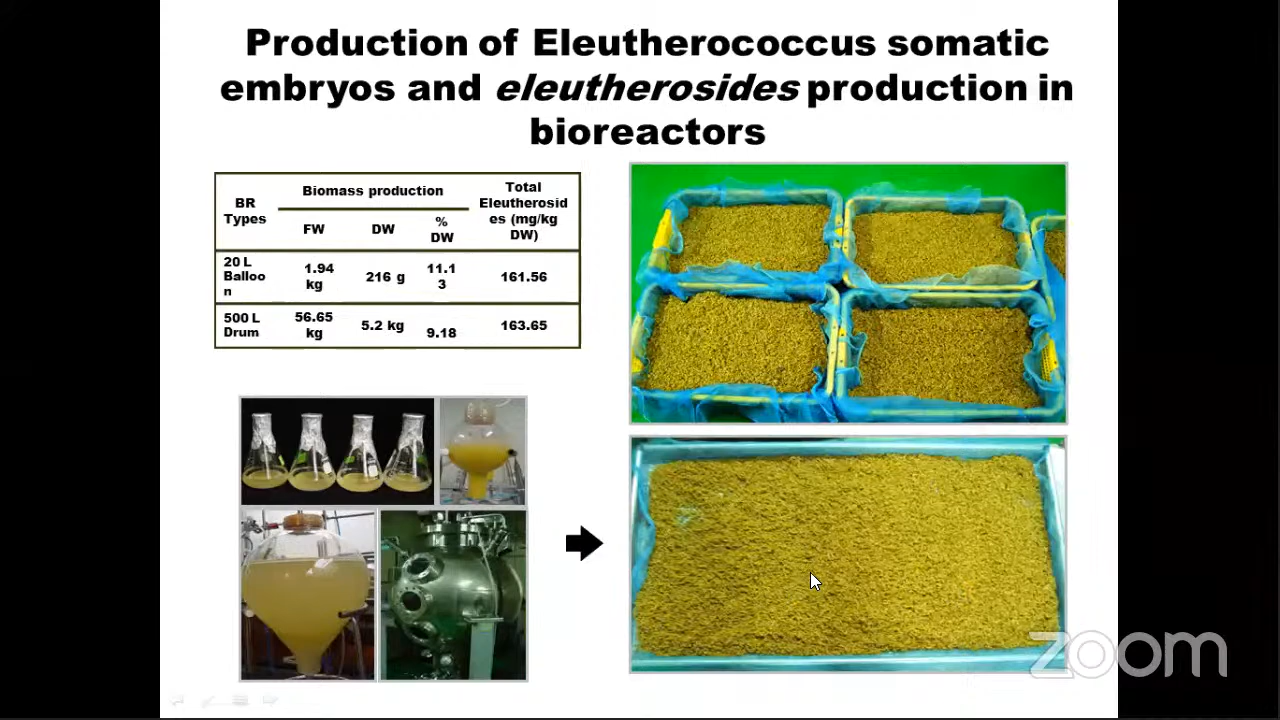 Production of Eleutherococcus somatic
embryos and eleutherosides production in
bioreactors
BR
Types
Biomass production
Total
Eleutherosid
es (mg/kg
DW)
FW
DW
%
DW
20 L
Balloo
n
1.94
kg
216 g
11.1
3
161.56
500 L
Drum
56.65
kg
5.2 kg
9.18
163.65
zoom